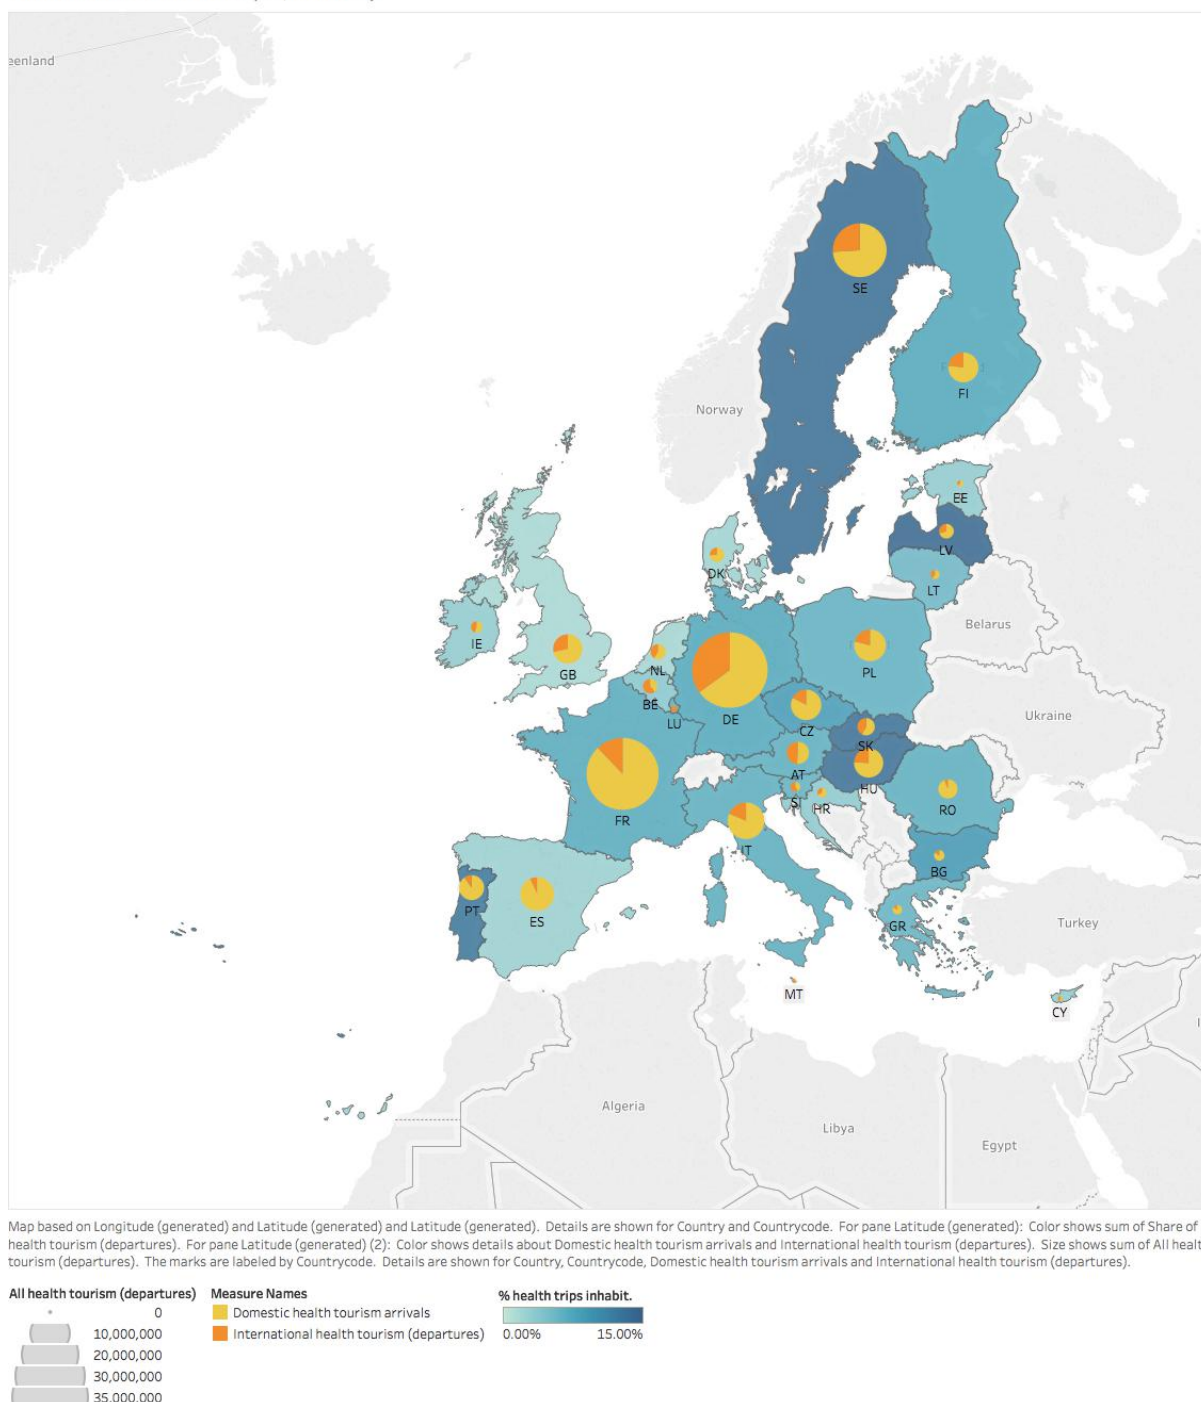 eenland
SE
FI
Norway
EE
LV
DK
LT
Belarus
IE
GB
NL
PL
BE
LU
DE
CZ
Ukraine
SK
AT
HU
SI
HR
RO
FR
IT
BG
PT
ES
GR
Turkey
MT
CY
Algeria
Libya
Egypt
Map based on Longitude (generated) and Latitude (generated) and Latitude (generated). Details are shown for Country and Countrycode. For pane Latitude (generated): Color shows sum of Share of
health tourism (departures). For pane Latitude (generated) (2): Color shows details about Domestic health tourism arrivals and International health tourism (departures). Size shows sum of All healt
tourism (departures). The marks are labeled by Countrycode. Details are shown for Country, Countrycode, Domestic health tourism arrivals and International health tourism (departures).
All health tourism (departures)
0
10,000,000
20,000,000
30,000,000
35,000,000
Measure Names
Domestic health tourism arrivals
International health tourism (departures)
% health trips inhabit.
0.00% 15.00%